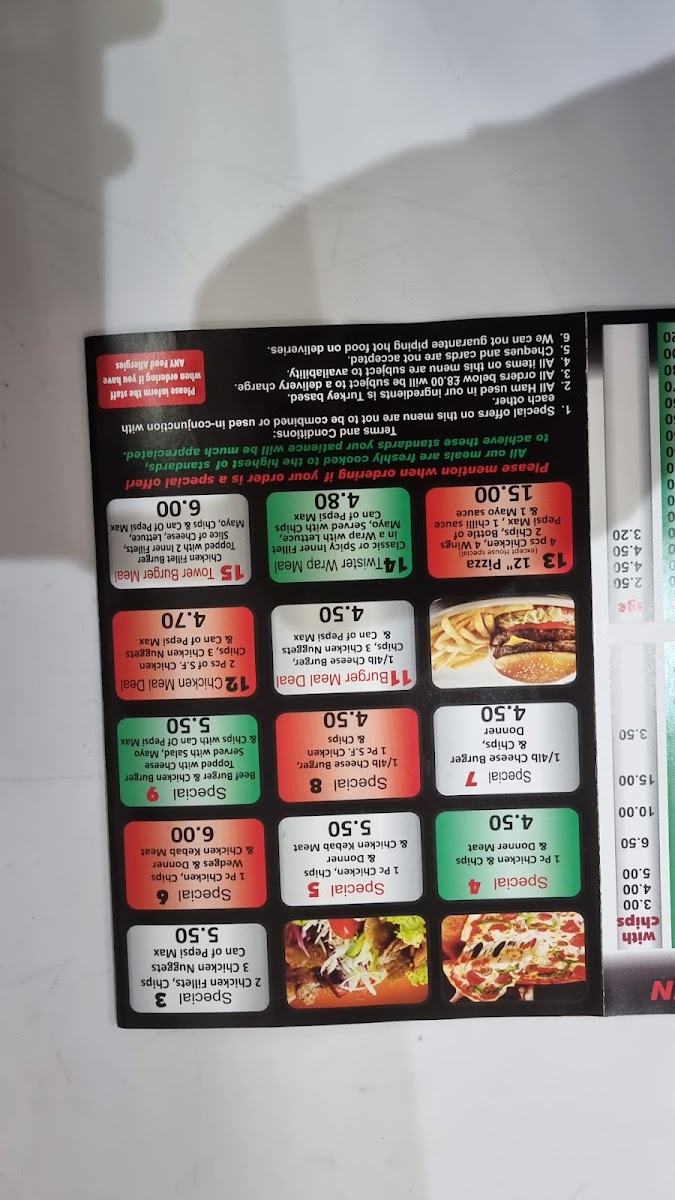 with
chips
3.00
4.00
5.00
6.50
10.00
15.00
3.50
2.50
4.50
4.50
3.20
Special 3
2 Chicken Fillets, Chips
3 Chicken Nuggets
Can of Pepsi Max
5.50
Special 4
1 Pc Chicken & Chips
& Donner Meat
4.50
Special 5
1 Pc Chicken, Chips
& Donner
& Chicken Kebab Meat
5.50
Special 6
1 Pc Chicken, Chips
Wedges & Donner
& Chicken Kebab Meat
6.00
Special 7
1/4lb Cheese Burger
& Chips,
Donner
4.50
Special 8
1/4lb Cheese Burger,
1 Pc S.F. Chicken
& Chips
4.50
Special 9
Beef Burger & Chicken Burger
Topped with Cheese
Served with Salad, Mayo
& Chips with Can Of Pepsi Max
5.50
11 Burger Meal Deal
1/4lb Cheese Burger,
Chips, 3 Chicken Nuggets
& Can of Pepsi Max
4.50
12 Chicken Meal Deal
2 Pcs of S.F. Chicken
Chips, 3 Chicken Nuggets
& Can of Pepsi Max
4.70
13 12" Pizza
(except House special)
4 pcs Chicken, 4 Wings
2 Chips, Bottle of
Pepsi Max , 1 chilli sauce
& 1 Mayo sauce
15.00
14 Twister Wrap Meal
Classic or Spicy Inner Fillet
in a Wrap with Lettuce,
Mayo, Served with Chips
Can of Pepsi Max
4.80
15 Tower Burger Meal
Chicken Fillet Burger
Topped with 2 Inner Fillets,
Slice of Cheese, Lettuce,
Mayo, Chips & Can Of Pepsi Max
6.00
Please mention when ordering if your order is a special offer!
All our meals are freshly cooked to the highest of standards,
to achieve these standards your patience will be much appreciated.
Terms and Conditions:
1. Special offers on this menu are not to be combined or used in-conjunction with
each other.
2. All Ham used in our ingredients is Turkey based.
3. All orders below £8.00 will be subject to a delivery charge.
4. All items on this menu are subject to availability.
5. Cheques and cards are not accepted.
6. We can not guarantee piping hot food on deliveries.
Please inform the staff
when ordering if you have
ANY Food Allergies